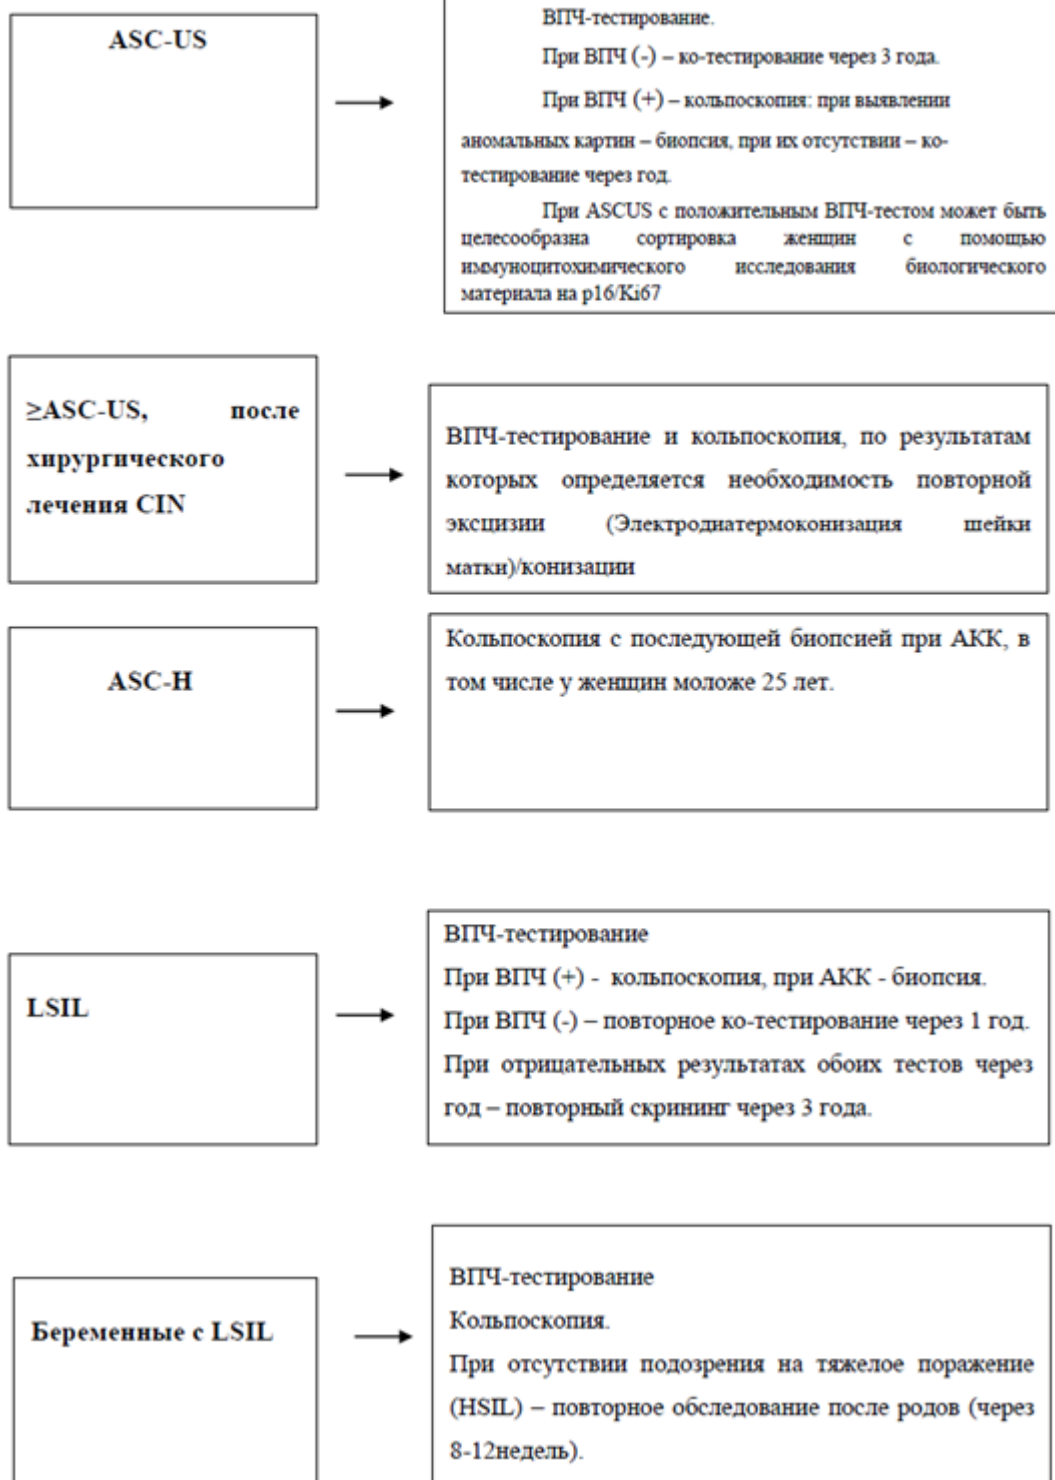 ASC-US
ВПЧ-тестирование.
При ВПЧ (-) – ко-тестирование через 3 года.
При ВПЧ (+) – кольпоскопия: при выявлении
аномальных картин – биопсия, при их отсутствии – ко-
тестирование через год.
При ASCUS с положительным ВПЧ-тестом может быть
целесообразна сортировка женщин с помощью
иммуноцитохимического исследования биологического
материала на p16/Ki67
≥ASC-US, после
хирургического
лечения CIN
ВПЧ-тестирование и кольпоскопия, по результатам
которых определяется необходимость повторной
эксцизии (Электродиатермоконизация шейки
матки)/конизации
ASC-H
Кольпоскопия с последующей биопсией при АКК, в
том числе у женщин моложе 25 лет.
LSIL
ВПЧ-тестирование
При ВПЧ (+) - кольпоскопия, при АКК - биопсия.
При ВПЧ (-) – повторное ко-тестирование через 1 год.
При отрицательных результатах обоих тестов через
год – повторный скрининг через 3 года.
Беременные с LSIL
ВПЧ-тестирование
Кольпоскопия.
При отсутствии подозрения на тяжелое поражение
(HSIL) – повторное обследование после родов (через
8-12недель).